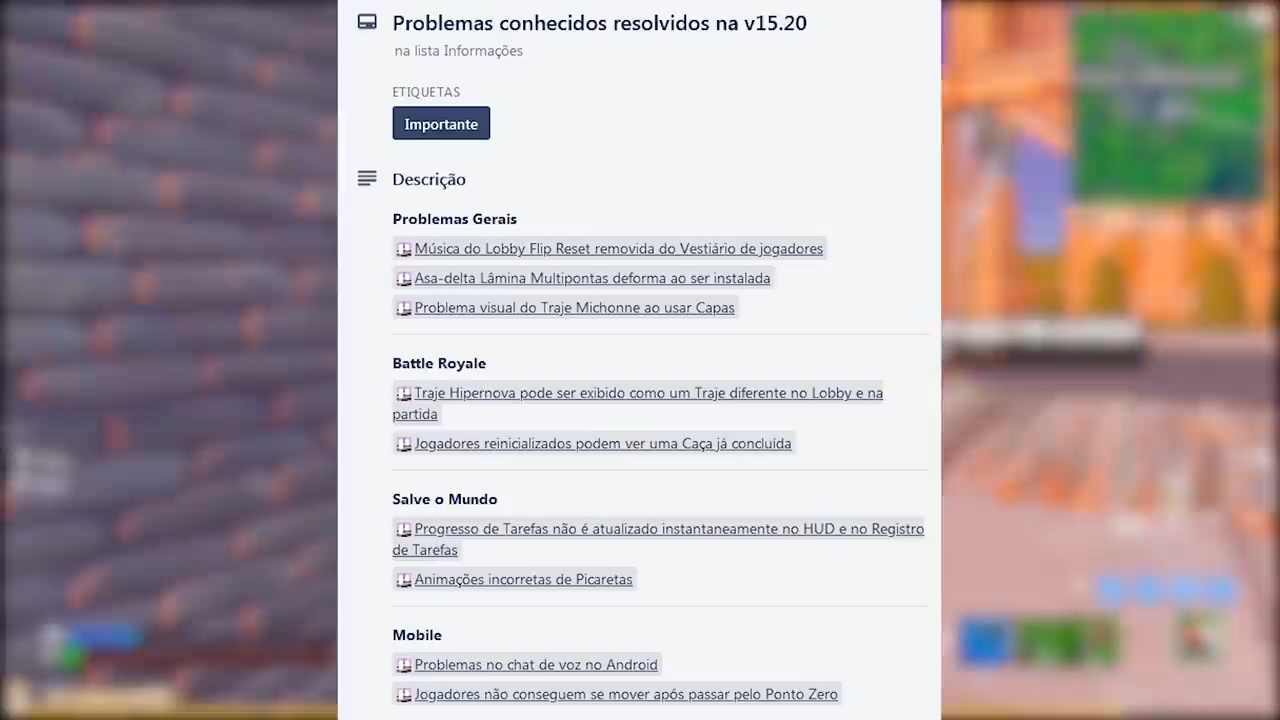 Problemas conhecidos resolvidos na v15.20
na lista Informações
ETIQUETAS
Importante
Descrição
Problemas Gerais
Música do Lobby Flip Reset removida do Vestiário de jogadores
Asa-delta Lâmina Multipontas deforma ao ser instalada
Problema visual do Traje Michonne ao usar Capas
Battle Royale
Traje Hipernova pode ser exibido como um Traje diferente no Lobby e na
partida
Jogadores reinicializados podem ver uma Caça já concluída
Salve o Mundo
Progresso de Tarefas não é atualizado instantaneamente no HUD e no Registro
de Tarefas
Animações incorretas de Picaretas
Mobile
Problemas no chat de voz no Android
Jogadores não conseguem se mover após passar pelo Ponto Zero